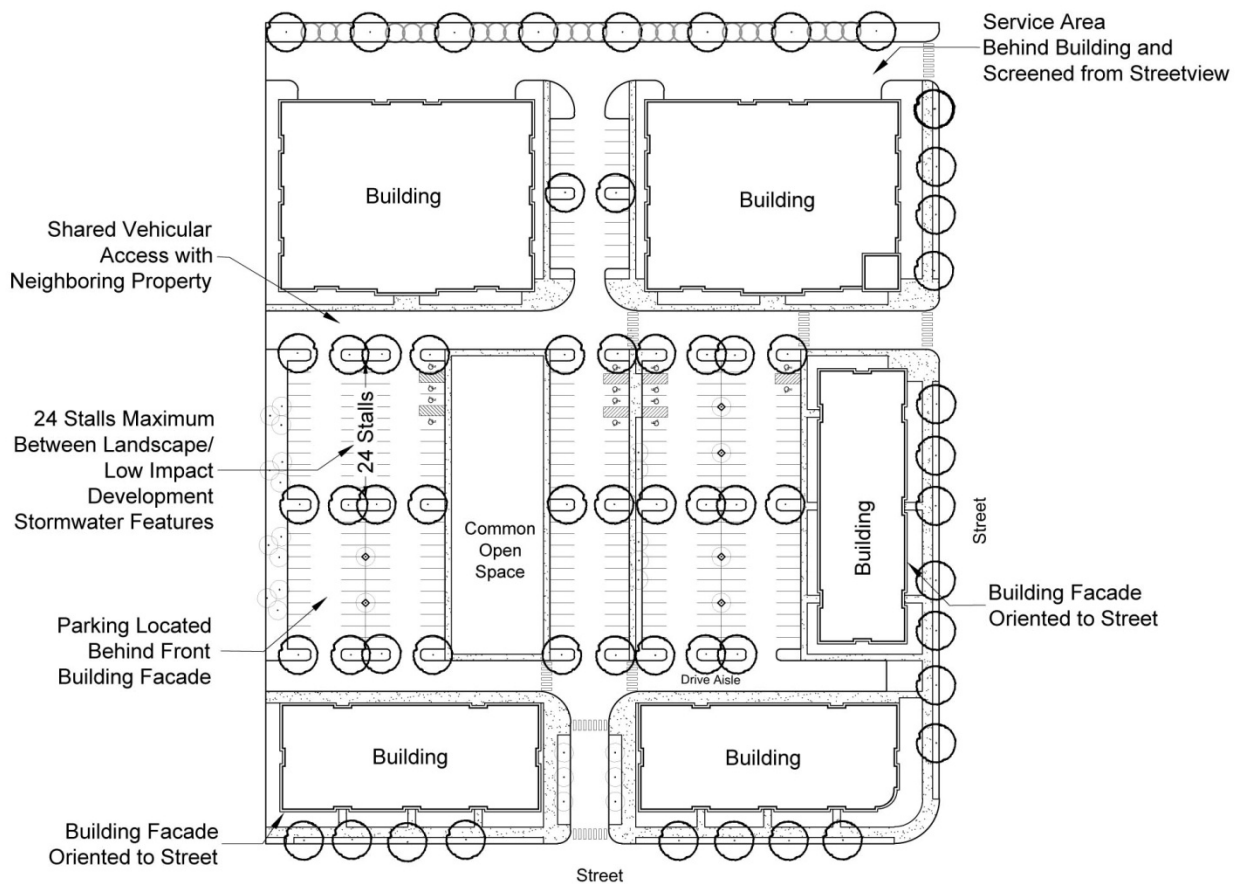 Service Area
Behind Building and
Screened from Streetview
Building
Building
Shared Vehicular
Access with
Neighboring Property
24 Stalls Maximum
Between Landscape/
Low Impact
Development
Stormwater Features
24 Stalls
Common
Open
Space
Building
Street
Building Facade
Oriented to Street
Parking Located
Behind Front
Building Facade
Drive Aisle
Building
Building
Building Facade
Oriented to Street
Street